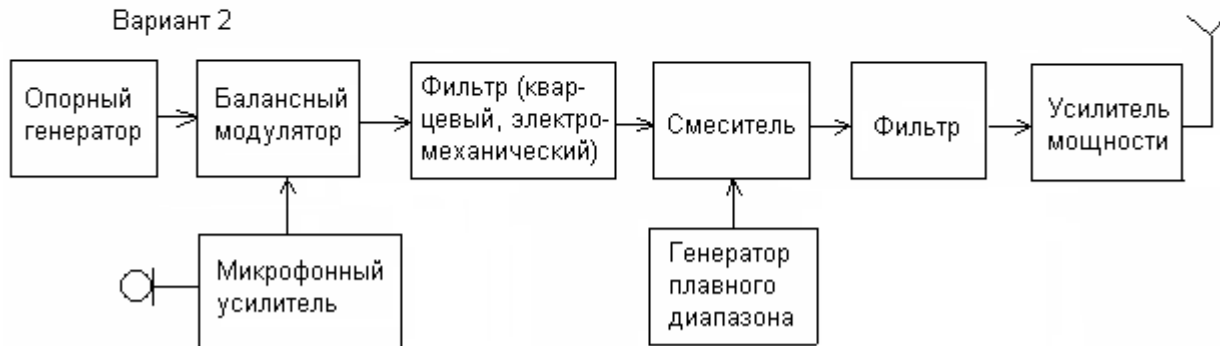 Вариант 2
Опорный
генератор
Балансный
модулятор
Фильтр (квар-
цевый, электро-
механический)
Смеситель
Фильтр
Усилитель
мощности
Микрофонный
усилитель
Генератор
плавного
диапазона